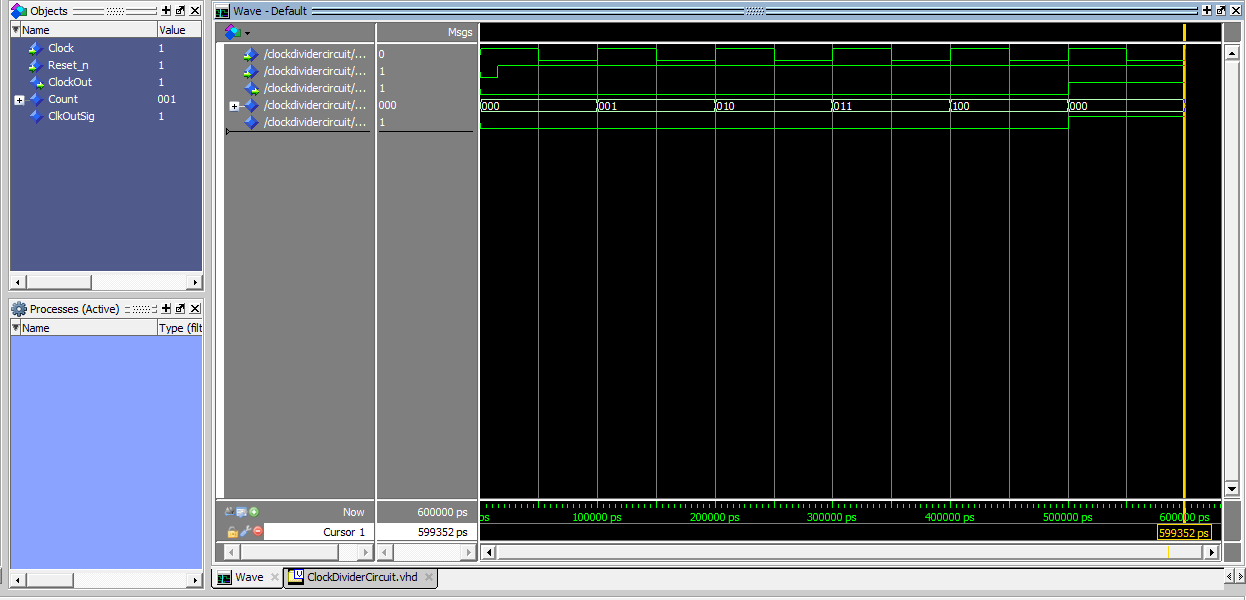 Objects
Name Value
Clock 1
Reset_n 1
ClockOut 1
Count 001
ClkOutSig 1
Processes (Active)
Name Type (filt
Wave - Default
Msgs
/clockdividercircuit/... 0
/clockdividercircuit/... 1
/clockdividercircuit/... 1
/clockdividercircuit/... 000 000 001 010 011 100 000
/clockdividercircuit/... 1
Now 600000 ps ps 100000 ps 200000 ps 300000 ps 400000 ps 500000 ps 600000 ps
Cursor 1 599352 ps 599352 ps
Wave ClockDividerCircuit.vhd